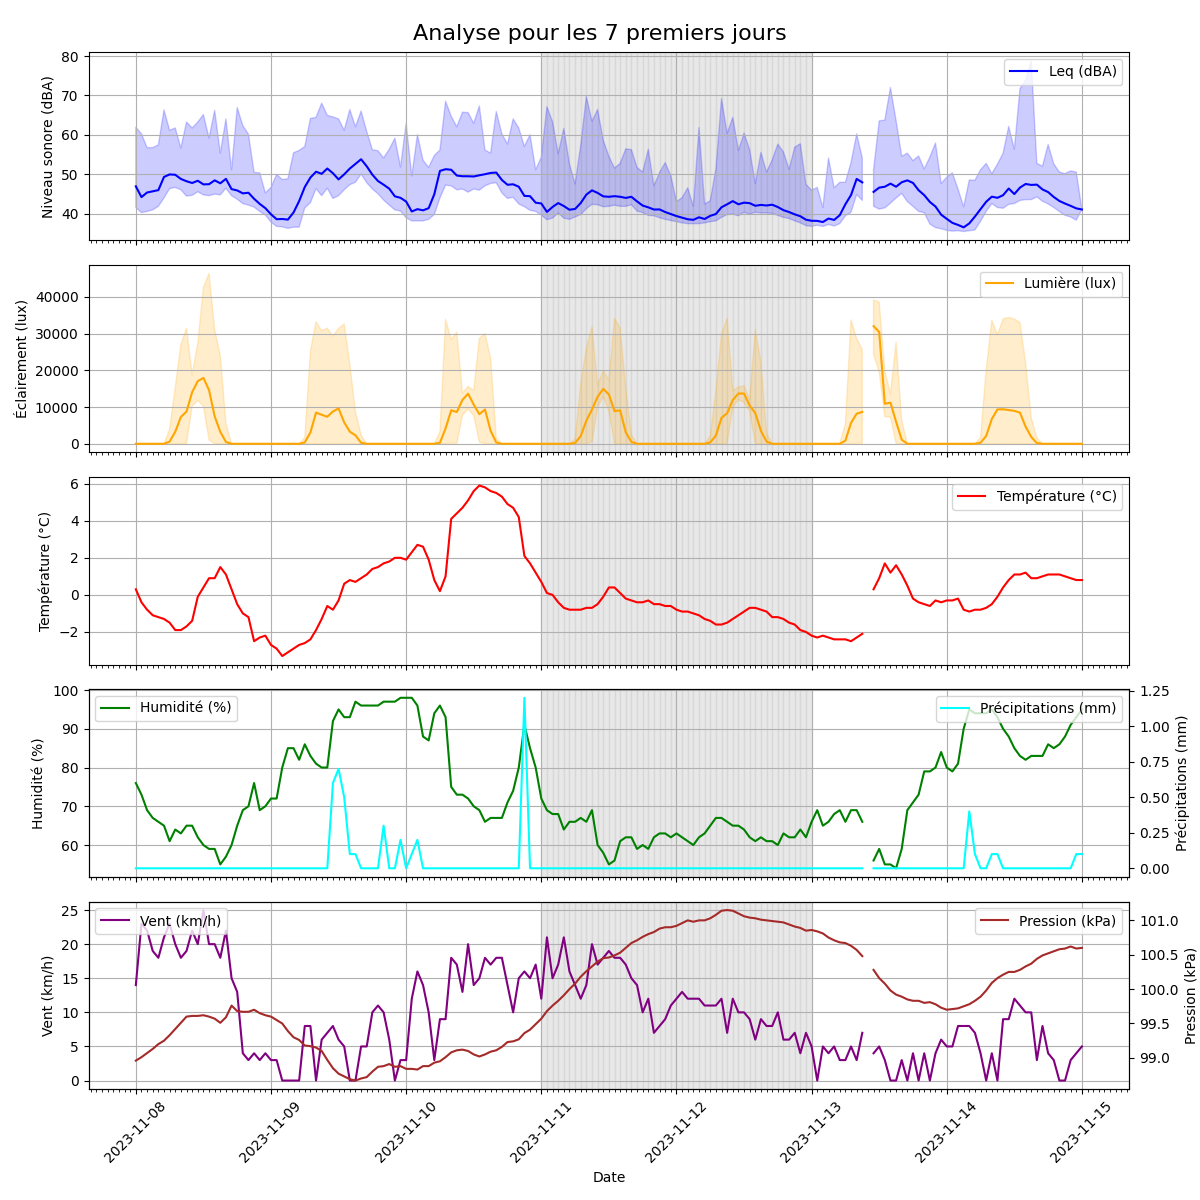 Analyse pour les 7 premiers jours
Niveau sonore (dBA)
80
70
60
50
40
Leq (dBA)
Éclairement (lux)
40000
30000
20000
10000
0
Lumière (lux)
Température (°C)
6
4
2
0
−2
Température (°C)
Humidité (%)
100
90
80
70
60
Humidité (%)
Précipitations (mm)
1.25
1.00
0.75
0.50
0.25
0.00
Précipitations (mm)
Vent (km/h)
25
20
15
10
5
0
Vent (km/h)
Pression (kPa)
101.0
100.5
100.0
99.5
99.0
Pression (kPa)
2023-11-08
2023-11-09
2023-11-10
2023-11-11
2023-11-12
2023-11-13
2023-11-14
2023-11-15
Date